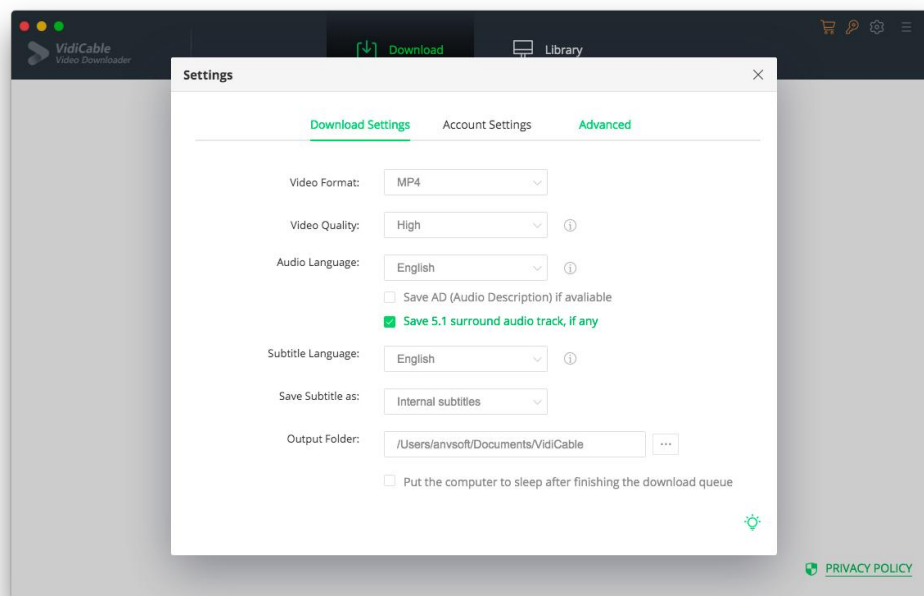 VidiCable
Video Downloader
Download
Library
Settings
Download Settings
Account Settings
Advanced
Video Format:
MP4
Video Quality:
High
Audio Language:
English
Save AD (Audio Description) if avaliable
Save 5.1 surround audio track, if any
Subtitle Language:
English
Save Subtitle as:
Internal subtitles
Output Folder:
/Users/anvsoft/Documents/VidiCable
...
Put the computer to sleep after finishing the download queue
PRIVACY POLICY